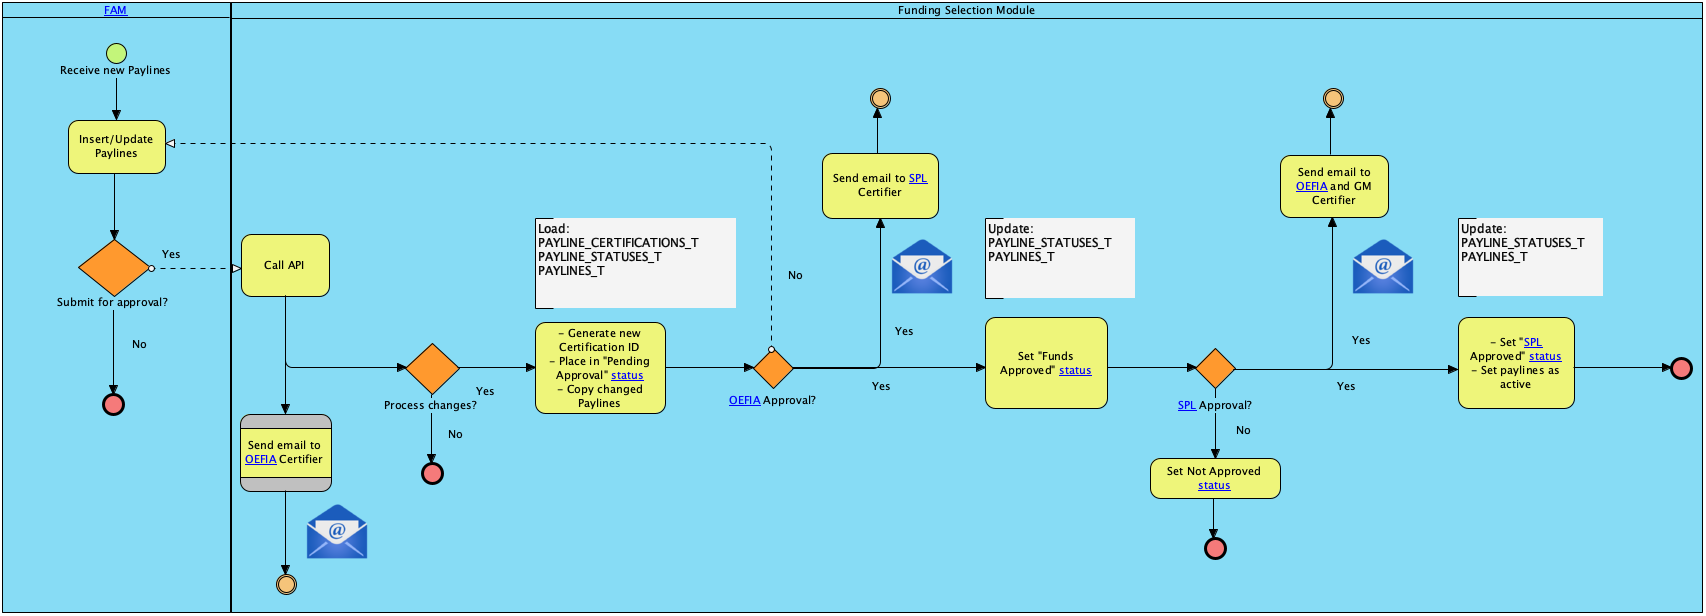 FAM
Funding Selection Module
Receive new Paylines
Insert/Update
Paylines
Yes
Submit for approval?
No
Call API
Send email to
OEFIA Certifier
@
Process changes?
Yes
No
Load:
PAYLINE_CERTIFICATIONS_T
PAYLINE_STATUSES_T
PAYLINES_T
- Generate new
Certification ID
- Place in "Pending
Approval" status
- Copy changed
Paylines
OEFIA Approval?
No
Yes
Yes
Send email to SPL
Certifier
@
Update:
PAYLINE_STATUSES_T
PAYLINES_T
Set "Funds
Approved" status
SPL Approval?
No
Set Not Approved
status
Yes
Yes
Send email to
OEFIA and GM
Certifier
@
Update:
PAYLINE_STATUSES_T
PAYLINES_T
- Set "SPL
Approved" status
- Set paylines as
active